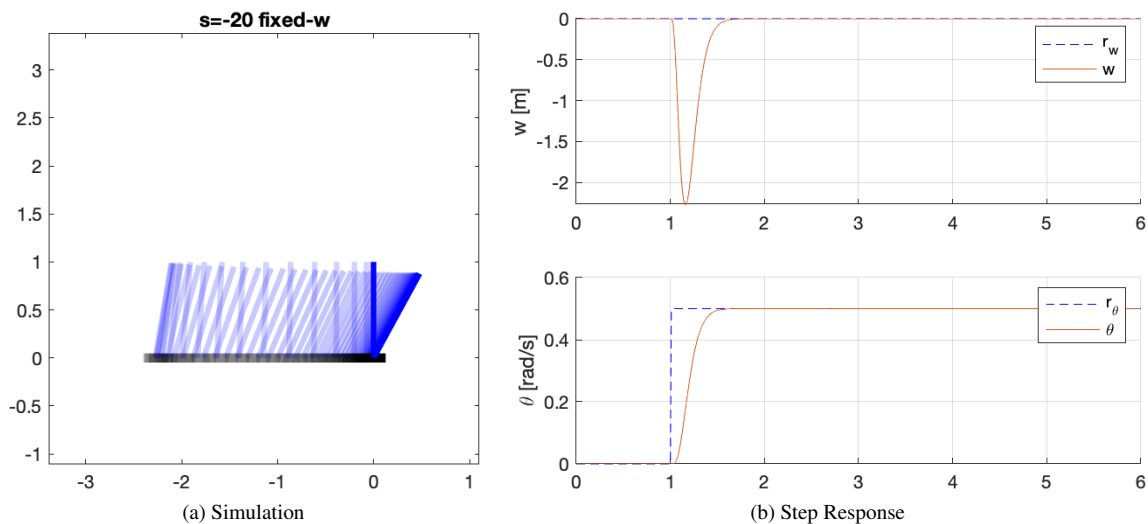 s=-20 fixed-w
3
2.5
2
1.5
1
0.5
0
-0.5
-1
-3 -2 -1 0 1
(a) Simulation
w [m]
0
-0.5
-1
-1.5
-2
0 1 2 3 4 5 6
r_w
w
θ [rad/s]
0.6
0.4
0.2
0
0 1 2 3 4 5 6
r_θ
θ
(b) Step Response